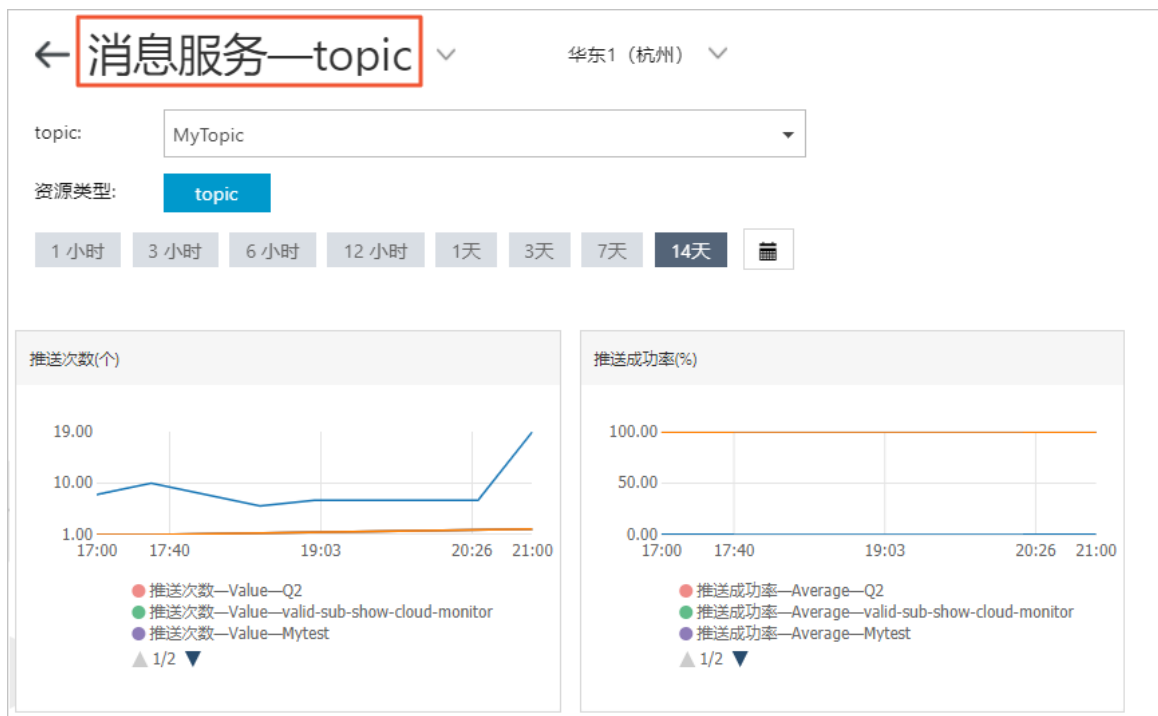 消息服务—topic
华东1（杭州）
topic:
MyTopic
资源类型:
topic
1 小时 3 小时 6 小时 12 小时 1天 3天 7天 14天
推送次数(个)
19.00
10.00
1.00
17:00 17:40 19:03 20:26 21:00
推送次数—Value—Q2
推送次数—Value—valid-sub-show-cloud-monitor
推送次数—Value—Mytest
1/2
推送成功率(%)
100.00
50.00
0.00
17:00 17:40 19:03 20:26 21:00
推送成功率—Average—Q2
推送成功率—Average—valid-sub-show-cloud-monitor
推送成功率—Average—Mytest
1/2